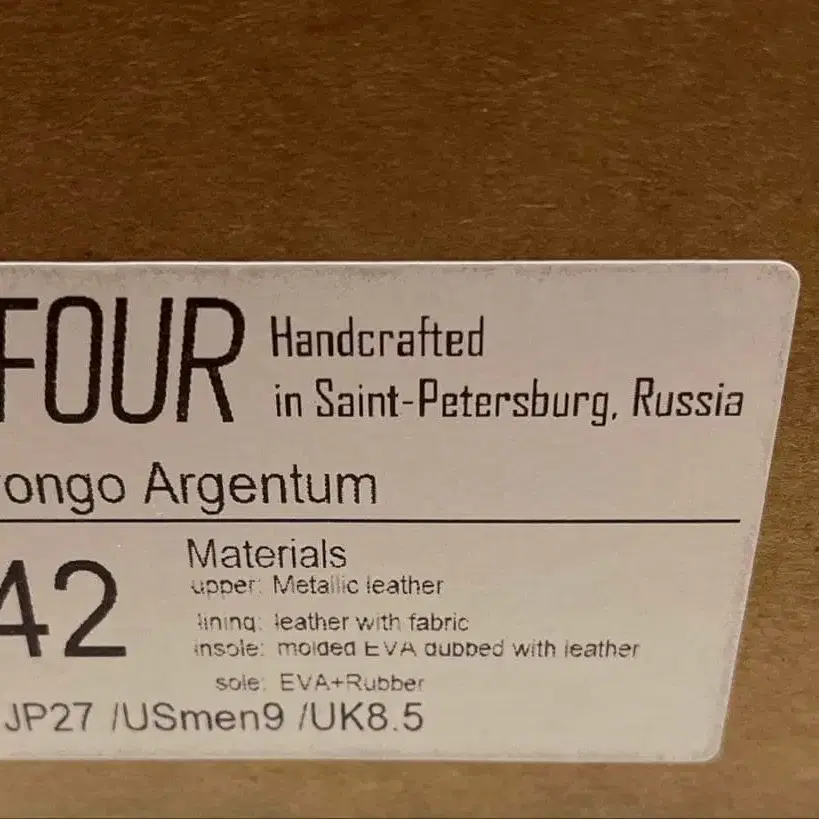 FOUR
Handcrafted
in Saint-Petersburg, Russia
ongo Argentum
42
Materials
upper: Metallic leather
lining: leather with fabric
insole: molded EVA dubbed with leather
sole: EVA+Rubber
JP27 /USmen9 /UK8.5